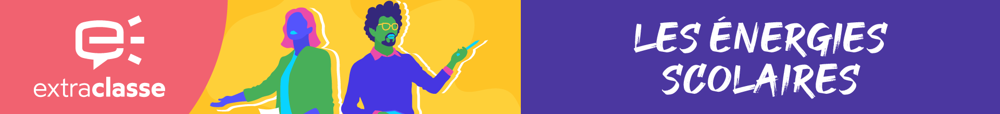 extraclasse
LES ÉNERGIES
SCOLAIRES